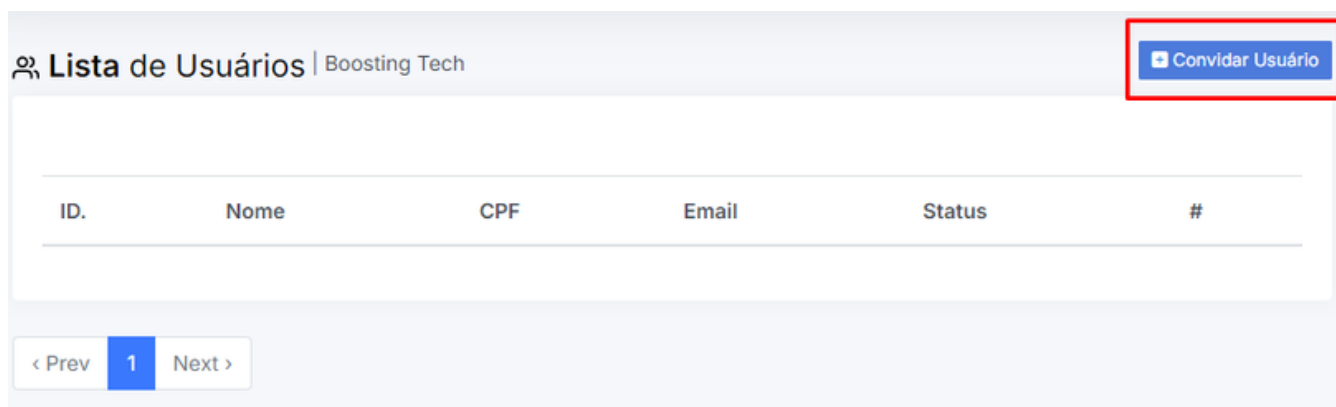 Lista de Usuários | Boosting Tech
Convidar Usuário
ID. Nome CPF Email Status #
‹ Prev 1 Next ›